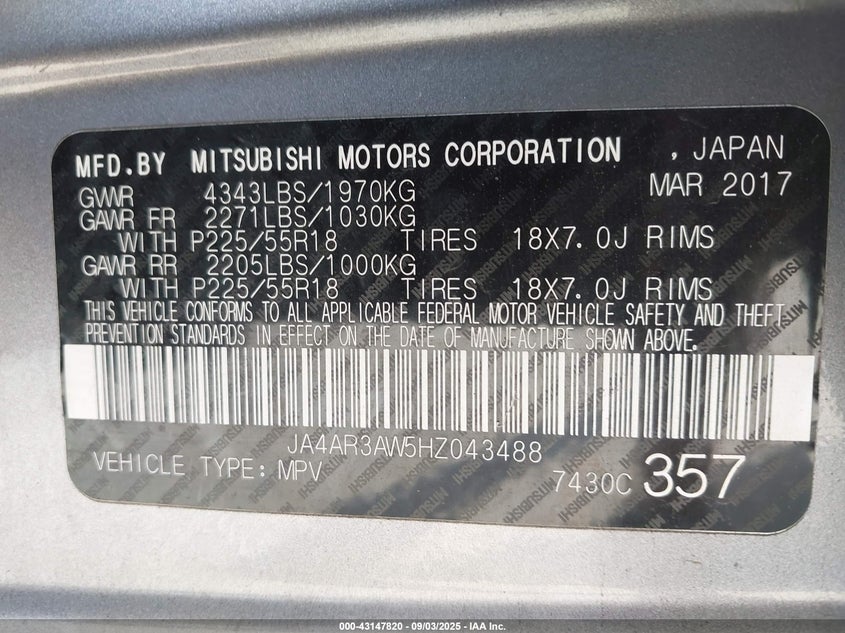 MFD.BY MITSUBISHI MOTORS CORPORATION , JAPAN
GVWR 4343LBS/1970KG MAR 2017
GAWR FR 2271LBS/1030KG
WITH P225/55R18 TIRES 18X7.0J RIMS
GAWR RR 2205LBS/1000KG
WITH P225/55R18 TIRES 18X7.0J RIMS
THIS VEHICLE CONFORMS TO ALL APPLICABLE FEDERAL MOTOR VEHICLE SAFETY AND THEFT
PREVENTION STANDARDS IN EFFECT ON THE DATE OF MANUFACTURE SHOWN ABOVE.
JA4AR3AW5HZ043488
VEHICLE TYPE: MPV 7430C 357
000-43147820 - 09/03/2025 - IAA Inc.